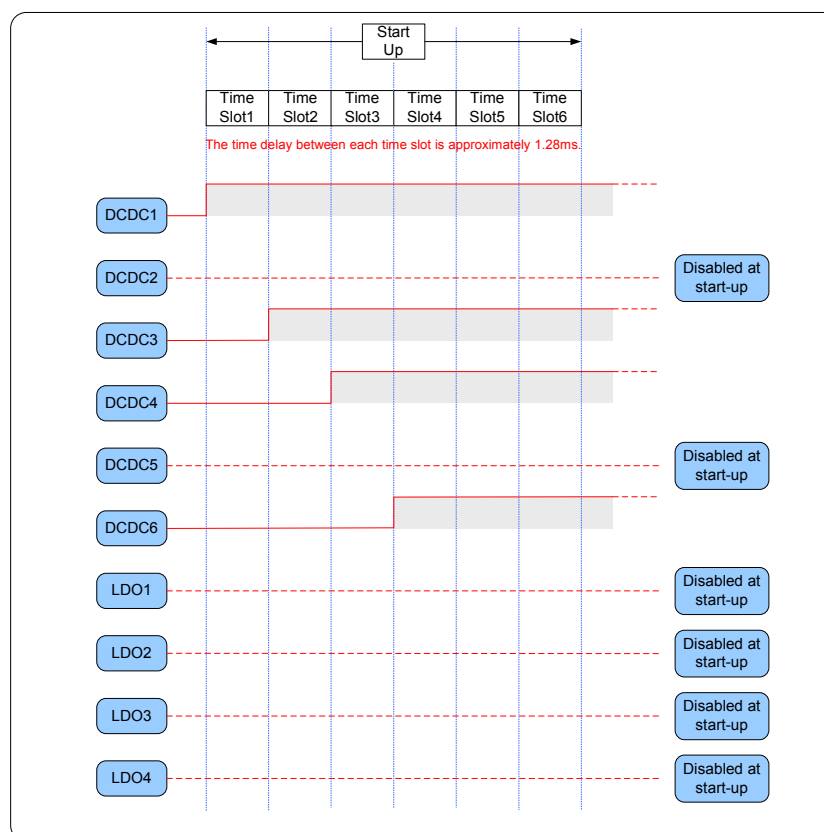 Start
Up
Time Time Time Time Time Time
Slot1 Slot2 Slot3 Slot4 Slot5 Slot6
The time delay between each time slot is approximately 1.28ms.
DCDC1
DCDC2
Disabled at
start-up
DCDC3
DCDC4
DCDC5
Disabled at
start-up
DCDC6
LDO1
Disabled at
start-up
LDO2
Disabled at
start-up
LDO3
Disabled at
start-up
LDO4
Disabled at
start-up